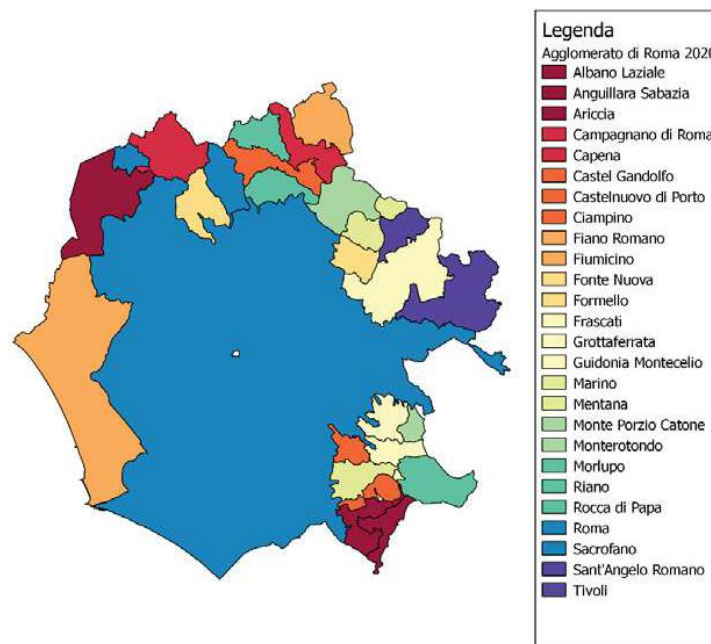 Legenda
Agglomerato di Roma 2020
Albano Laziale
Anguillara Sabazia
Ariccia
Campagnano di Roma
Capena
Castel Gandolfo
Castelnuovo di Porto
Ciampino
Fiano Romano
Fiumicino
Fonte Nuova
Formello
Frascati
Grottaferrata
Guidonia Montecelio
Marino
Mentana
Monte Porzio Catone
Monterotondo
Morlupo
Riano
Rocca di Papa
Roma
Sacrofano
Sant'Angelo Romano
Tivoli